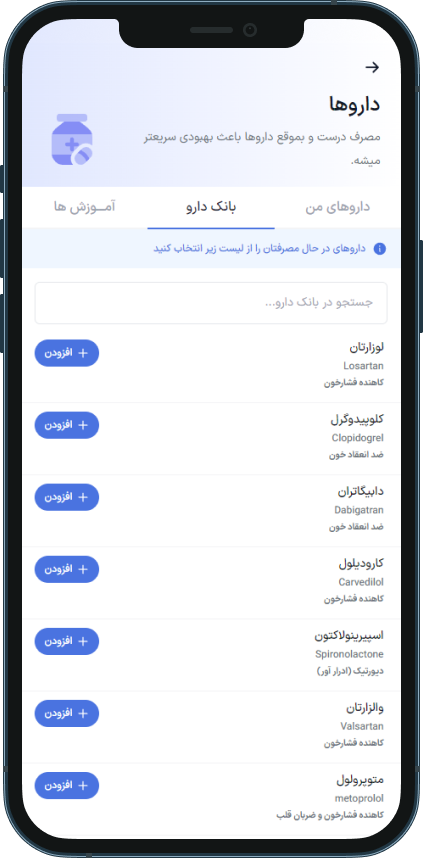 داروها
مصرف درست و بموقع داروها باعث بهبودی سریعتر
میشه.
داروهای من
بانک دارو
آمـــوزش ها
داروهای در حال مصرفتان را از لیست زیر انتخاب کنید
جستجو در بانک دارو...
لوزارتان
Losartan
کاهنده فشارخون
افزودن
کلوپیدوگرل
Clopidogrel
ضد انعقاد خون
افزودن
دابیگاتران
Dabigatran
ضد انعقاد خون
افزودن
کارودیلول
Carvedilol
کاهنده فشارخون
افزودن
اسپیرینولاکتون
Spironolactone
دیورتیک (ادرار آور)
افزودن
والزارتان
Valsartan
کاهنده فشارخون
افزودن
متوپرولول
metoprolol
کاهنده فشارخون و ضربان قلب
افزودن